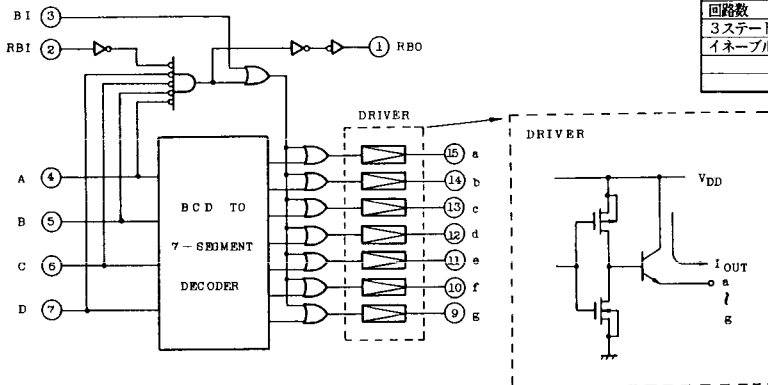 BI 3
RBI 2
1 RBO
回路数
3ステート
イネーブル
DRIVER
DRIVER
A 4
B 5
C 6
D 7
BCD TO
7-SEGMENT
DECODER
15 a
14 b
13 c
12 d
11 e
10 f
9 g
VDD
IOUT
a
~
g